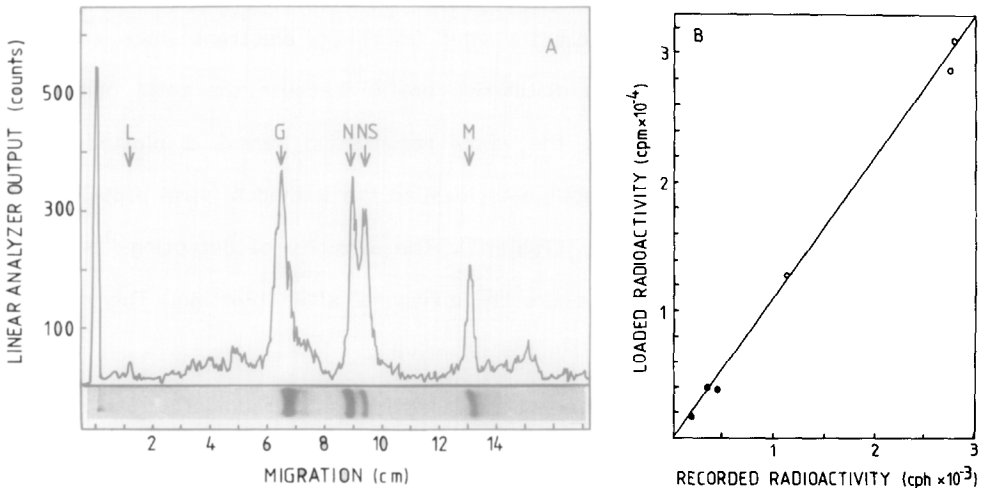 LINEAR ANALYZER OUTPUT (counts)
500
300
100
A
L
G
N NS
M
2
4
6
8
10
12
14
MIGRATION (cm)
B
LOADED RADIOACTIVITY (cpm×10⁻⁴)
3
2
1
0
1
2
3
RECORDED RADIOACTIVITY (cph ×10⁻³)